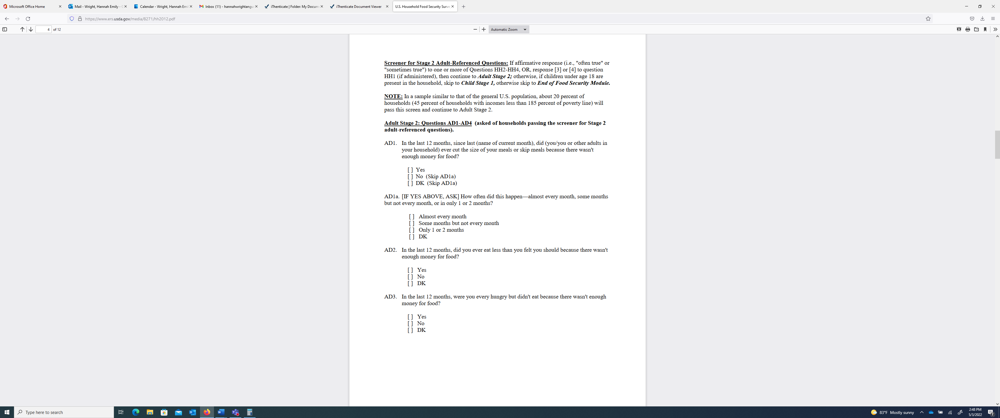 Microsoft Office Home
Mail - Wright, Hannah Emily - O
Calendar - Wright, Hannah Emil
Inbox (11) - hannahwrightangu
iThenticate | Folder: My Docum
iThenticate Document Viewer
U.S. Household Food Security Surve
https://www.ers.usda.gov/media/8271/hh2012.pdf
4 of 12
Automatic Zoom
Screener for Stage 2 Adult-Referenced Questions: If affirmative response (i.e., "often true" or
"sometimes true") to one or more of Questions HH2-HH4, OR, response [3] or [4] to question
HH1 (if administered), then continue to Adult Stage 2; otherwise, if children under age 18 are
present in the household, skip to Child Stage 1, otherwise skip to End of Food Security Module.
NOTE: In a sample similar to that of the general U.S. population, about 20 percent of
households (45 percent of households with incomes less than 185 percent of poverty line) will
pass this screen and continue to Adult Stage 2.
Adult Stage 2: Questions AD1-AD4 (asked of households passing the screener for Stage 2
adult-referenced questions).
AD1. In the last 12 months, since last (name of current month), did (you/you or other adults in
your household) ever cut the size of your meals or skip meals because there wasn't
enough money for food?
[ ] Yes
[ ] No (Skip AD1a)
[ ] DK (Skip AD1a)
AD1a. [IF YES ABOVE, ASK] How often did this happen—almost every month, some months
but not every month, or in only 1 or 2 months?
[ ] Almost every month
[ ] Some months but not every month
[ ] Only 1 or 2 months
[ ] DK
AD2. In the last 12 months, did you ever eat less than you felt you should because there wasn't
enough money for food?
[ ] Yes
[ ] No
[ ] DK
AD3. In the last 12 months, were you every hungry but didn't eat because there wasn't enough
money for food?
[ ] Yes
[ ] No
[ ] DK
Type here to search
83°F Mostly sunny
2:48 PM
5/3/2022
2